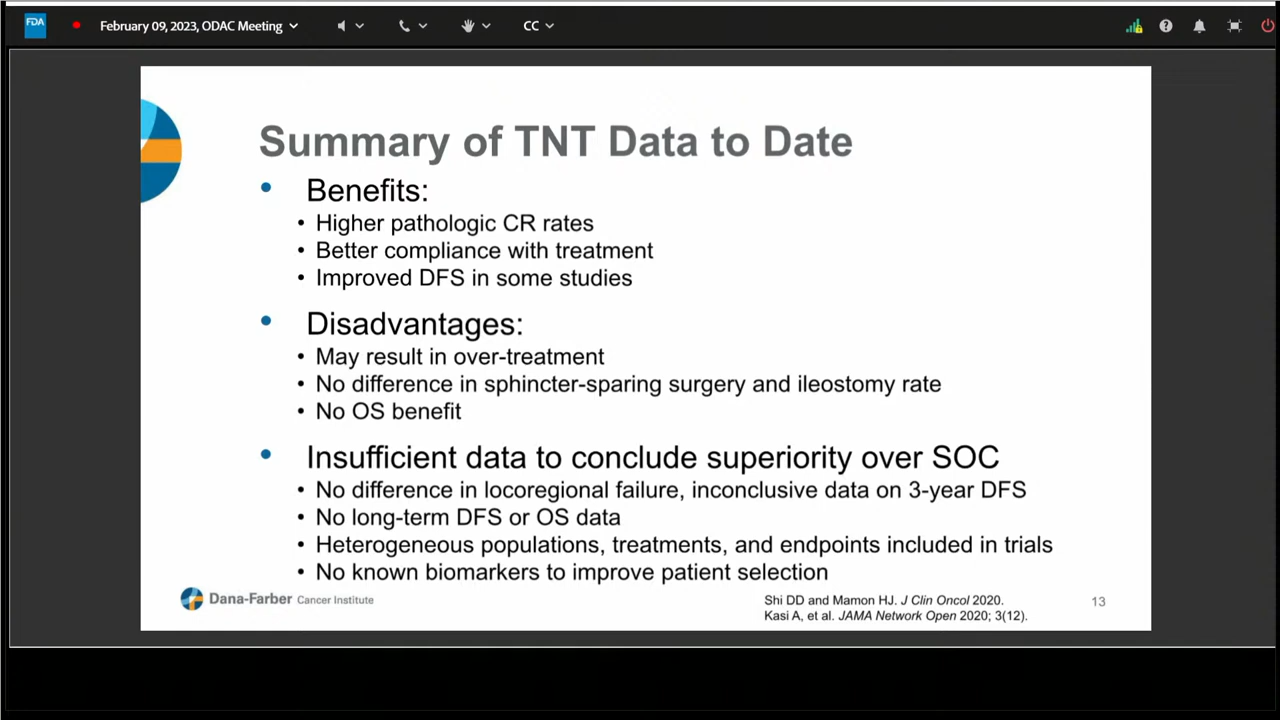 FDA
February 09, 2023, ODAC Meeting
CC
Summary of TNT Data to Date
• Benefits:
• Higher pathologic CR rates
• Better compliance with treatment
• Improved DFS in some studies
• Disadvantages:
• May result in over-treatment
• No difference in sphincter-sparing surgery and ileostomy rate
• No OS benefit
• Insufficient data to conclude superiority over SOC
• No difference in locoregional failure, inconclusive data on 3-year DFS
• No long-term DFS or OS data
• Heterogeneous populations, treatments, and endpoints included in trials
• No known biomarkers to improve patient selection
Dana-Farber Cancer Institute
Shi DD and Mamon HJ. J Clin Oncol 2020.
Kasi A, et al. JAMA Network Open 2020; 3(12).
13